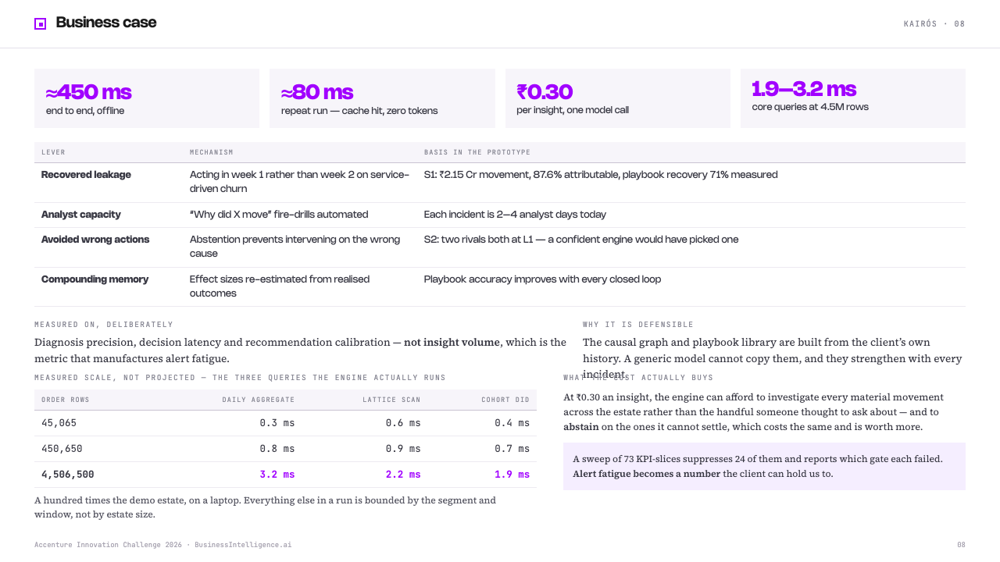 Business case
KAIRÓS · 08
≈450 ms
end to end, offline
≈80 ms
repeat run — cache hit, zero tokens
₹0.30
per insight, one model call
1.9–3.2 ms
core queries at 4.5M rows
LEVER MECHANISM BASIS IN THE PROTOTYPE
Recovered leakage Acting in week 1 rather than week 2 on service- S1: ₹2.15 Cr movement, 87.6% attributable, playbook recovery 71% measured
driven churn
Analyst capacity “Why did X move” fire-drills automated Each incident is 2–4 analyst days today
Avoided wrong actions Abstention prevents intervening on the wrong S2: two rivals both at L1 — a confident engine would have picked one
cause
Compounding memory Effect sizes re-estimated from realised Playbook accuracy improves with every closed loop
outcomes
MEASURED ON, DELIBERATELY
Diagnosis precision, decision latency and recommendation calibration — not insight volume, which is the
metric that manufactures alert fatigue.
WHY IT IS DEFENSIBLE
The causal graph and playbook library are built from the client’s own
history. A generic model cannot copy them, and they strengthen with every
incident.
MEASURED SCALE, NOT PROJECTED — THE THREE QUERIES THE ENGINE ACTUALLY RUNS
ORDER ROWS DAILY AGGREGATE LATTICE SCAN COHORT DID
45,065 0.3 ms 0.6 ms 0.4 ms
450,650 0.8 ms 0.9 ms 0.7 ms
4,506,500 3.2 ms 2.2 ms 1.9 ms
A hundred times the demo estate, on a laptop. Everything else in a run is bounded by the segment and
window, not by estate size.
WHAT THE COST ACTUALLY BUYS
At ₹0.30 an insight, the engine can afford to investigate every material movement
across the estate rather than the handful someone thought to ask about — and to
abstain on the ones it cannot settle, which costs the same and is worth more.
A sweep of 73 KPI-slices suppresses 24 of them and reports which gate each failed.
Alert fatigue becomes a number the client can hold us to.
Accenture Innovation Challenge 2026 · BusinessIntelligence.ai
08